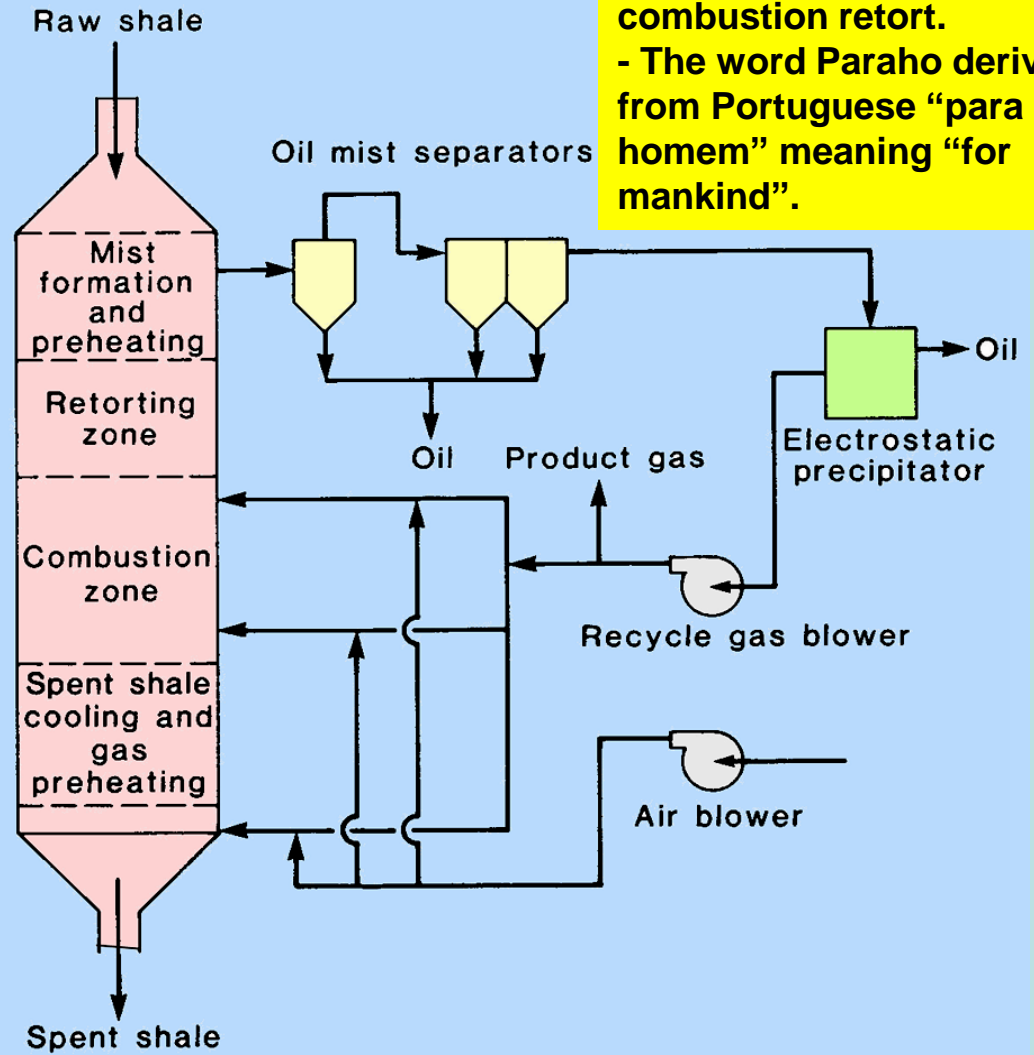 combustion retort.
- The word Paraho
from Portuguese “para
homem” meaning “for
mankind”.
Raw shale
Oil mist separators
Mist
formation
and
preheating
Retorting
zone
Combustion
zone
Spent shale
cooling and
gas
preheating
Spent shale
Oil
Product gas
Oil
Electrostatic
precipitator
Recycle gas blower
Air blower